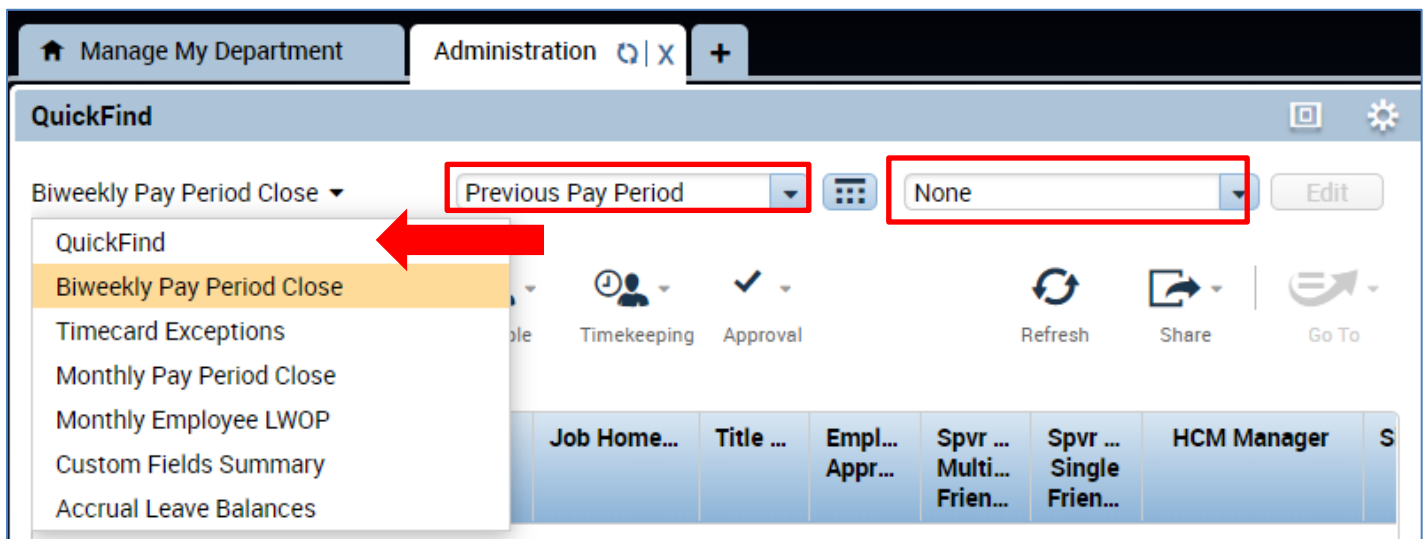 Manage My Department
Administration X +
QuickFind
Biweekly Pay Period Close
Previous Pay Period
None
Edit
QuickFind
Biweekly Pay Period Close
Timecard Exceptions
Monthly Pay Period Close
Monthly Employee LWOP
Custom Fields Summary
Accrual Leave Balances
Timekeeping
Approval
Refresh
Share
Go To
Job Home...
Title ...
Empl...
Appr...
Spvr ...
Multi...
Frien...
Spvr ...
Single
Frien...
HCM Manager